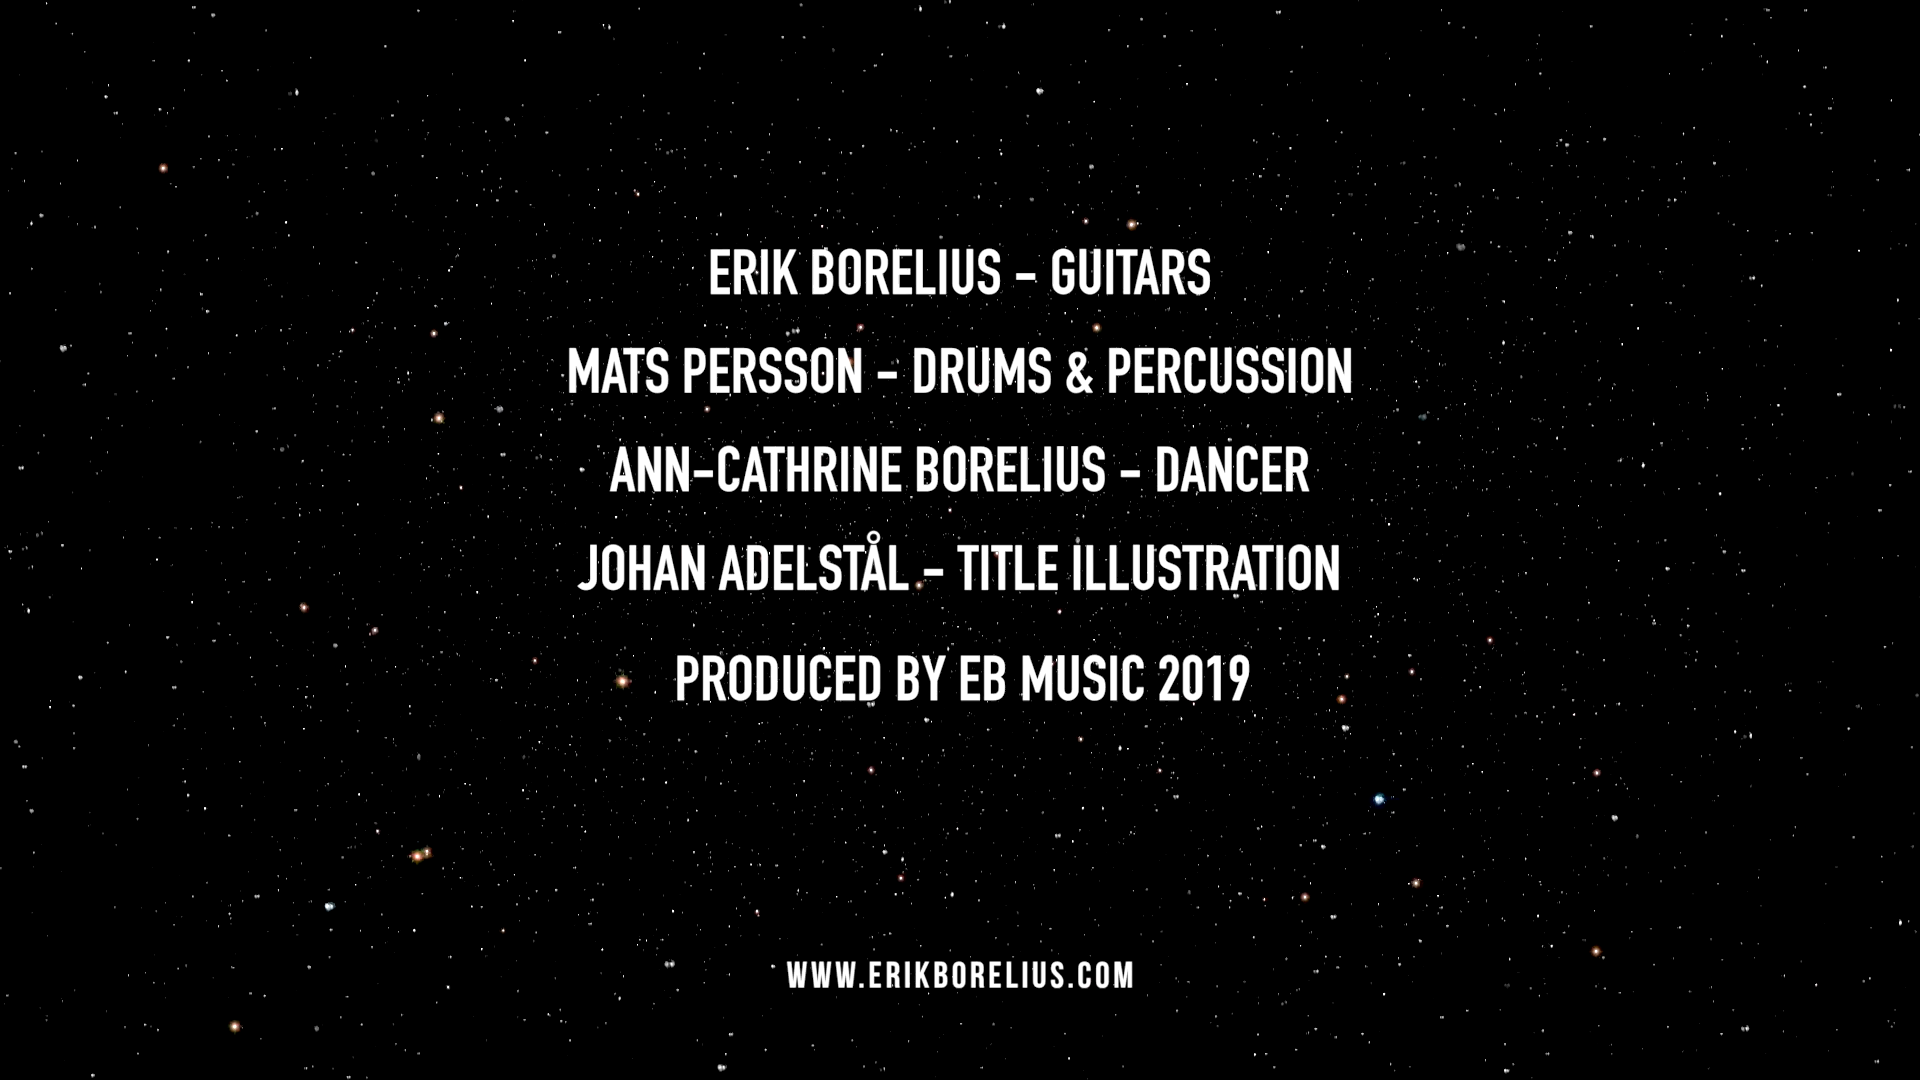 ERIK BORELIUS – GUITARS
MATS PERSSON – DRUMS & PERCUSSION
ANN-CATHRINE BORELIUS – DANCER
JOHAN ADELSTÅL – TITLE ILLUSTRATION
PRODUCED BY EB MUSIC 2019
WWW.ERIKBORELIUS.COM